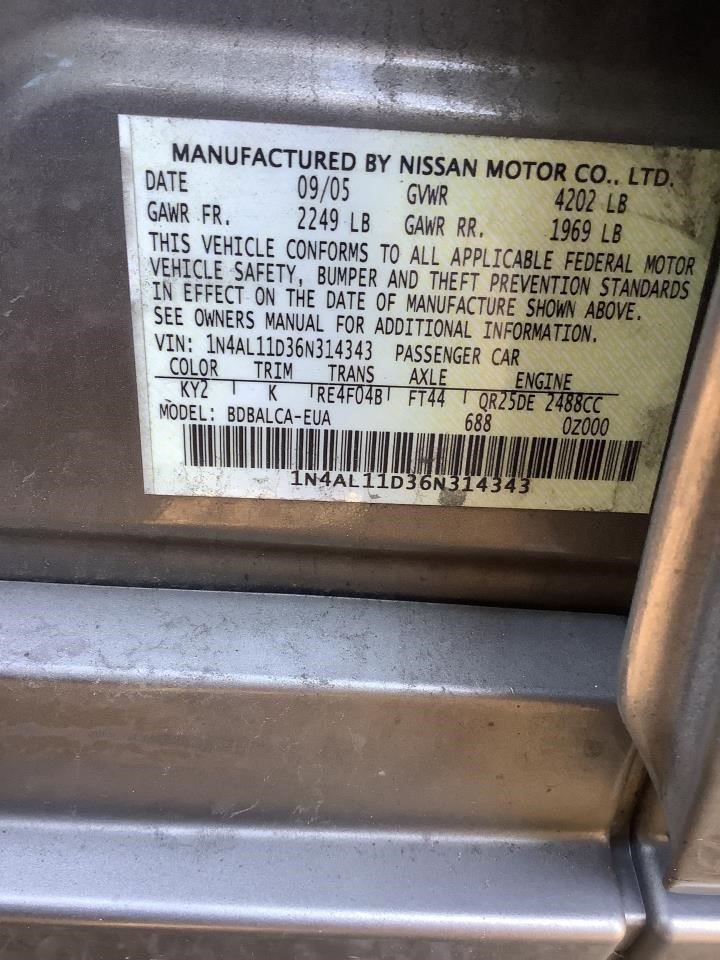 MANUFACTURED BY NISSAN MOTOR CO., LTD.
DATE 09/05 GVWR 4202 LB
GAWR FR. 2249 LB GAWR RR. 1969 LB
THIS VEHICLE CONFORMS TO ALL APPLICABLE FEDERAL MOTOR
VEHICLE SAFETY, BUMPER AND THEFT PREVENTION STANDARDS
IN EFFECT ON THE DATE OF MANUFACTURE SHOWN ABOVE.
SEE OWNERS MANUAL FOR ADDITIONAL INFORMATION.
VIN: 1N4AL11D36N314343 PASSENGER CAR
COLOR TRIM TRANS AXLE ENGINE
KY2 K RE4F04B FT44 QR25DE 2488CC
MODEL: BDBALCA-EUA 688 0Z000
1N4AL11D36N314343